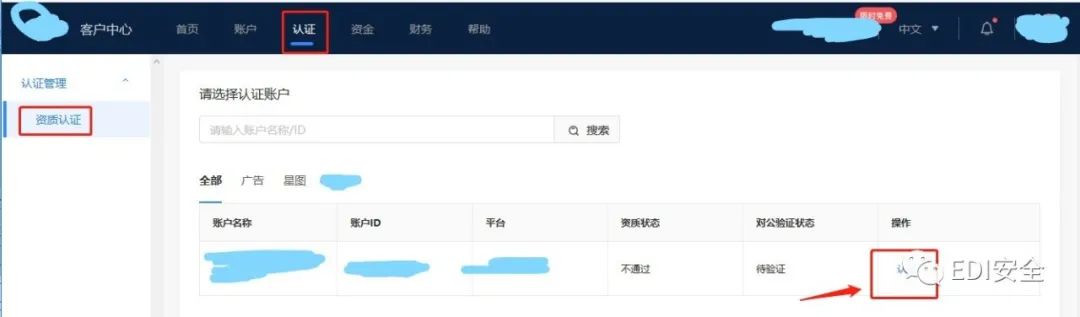 客户中心 首页 账户 认证 资金 财务 帮助 限时免费 中文
认证管理
资质认证
请选择认证账户
请输入账户名称/ID 搜索
全部 广告 星图
账户名称 账户ID 平台 资质状态 对公验证状态 操作
不通过 待验证 认
EDI安全